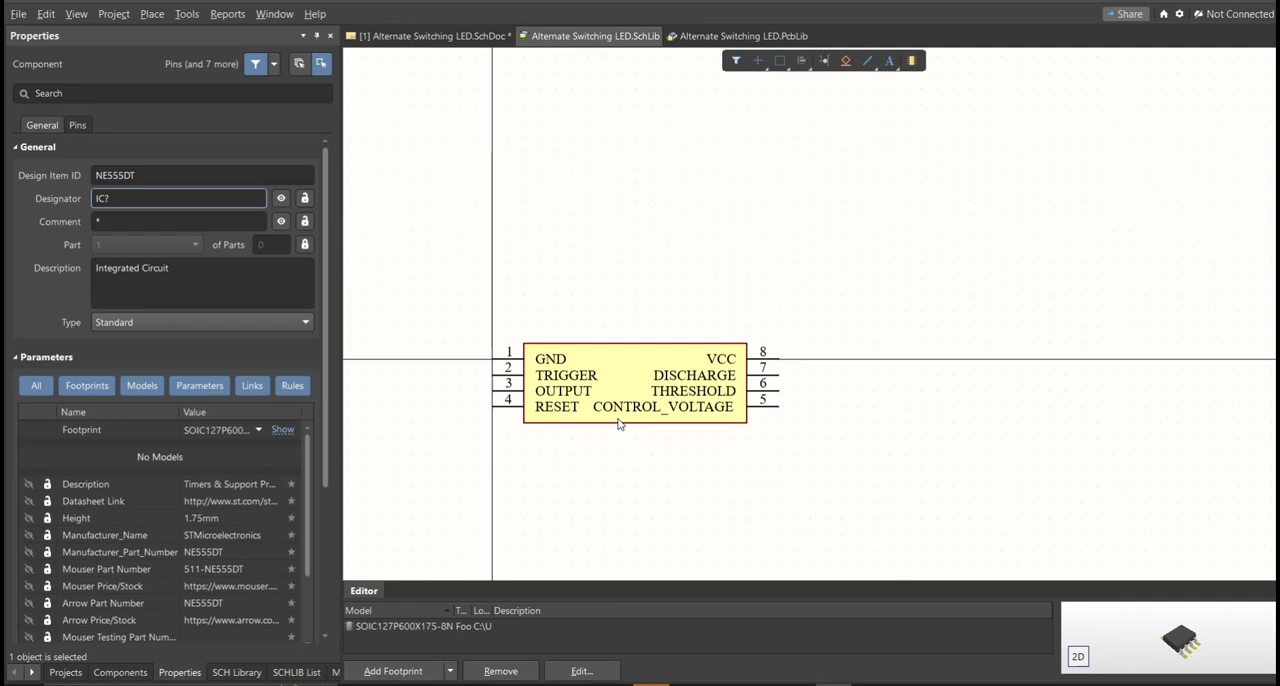 File Edit View Project Place Tools Reports Window Help Share Not Connected
Properties
[1] Alternate Switching LED.SchDoc * Alternate Switching LED.SchLib Alternate Switching LED.PcbLib
Component Pins (and 7 more)
Search
General Pins
General
Design Item ID NE555DT
Designator IC?
Comment *
Part 1 of Parts 0
Description Integrated Circuit
Type Standard
Parameters
All Footprints Models Parameters Links Rules
Name Value
Footprint SOIC127P600... Show
No Models
Description Timers & Support Pr...
Datasheet Link http://www.st.com/st...
Height 1.75mm
Manufacturer_Name STMicroelectronics
Manufacturer_Part_Number NE555DT
Mouser Part Number 511-NE555DT
Mouser Price/Stock https://www.mouser....
Arrow Part Number NE555DT
Arrow Price/Stock https://www.arrow.co...
Mouser Testing Part Num...
1 object is selected
Projects Components Properties SCH Library SCHLIB List M
1 GND VCC 8
2 TRIGGER DISCHARGE 7
3 OUTPUT THRESHOLD 6
4 RESET CONTROL_VOLTAGE 5
Editor
Model T... Lo... Description
SOIC127P600X175-8N Foo C:\U
Add Footprint Remove Edit...
2D